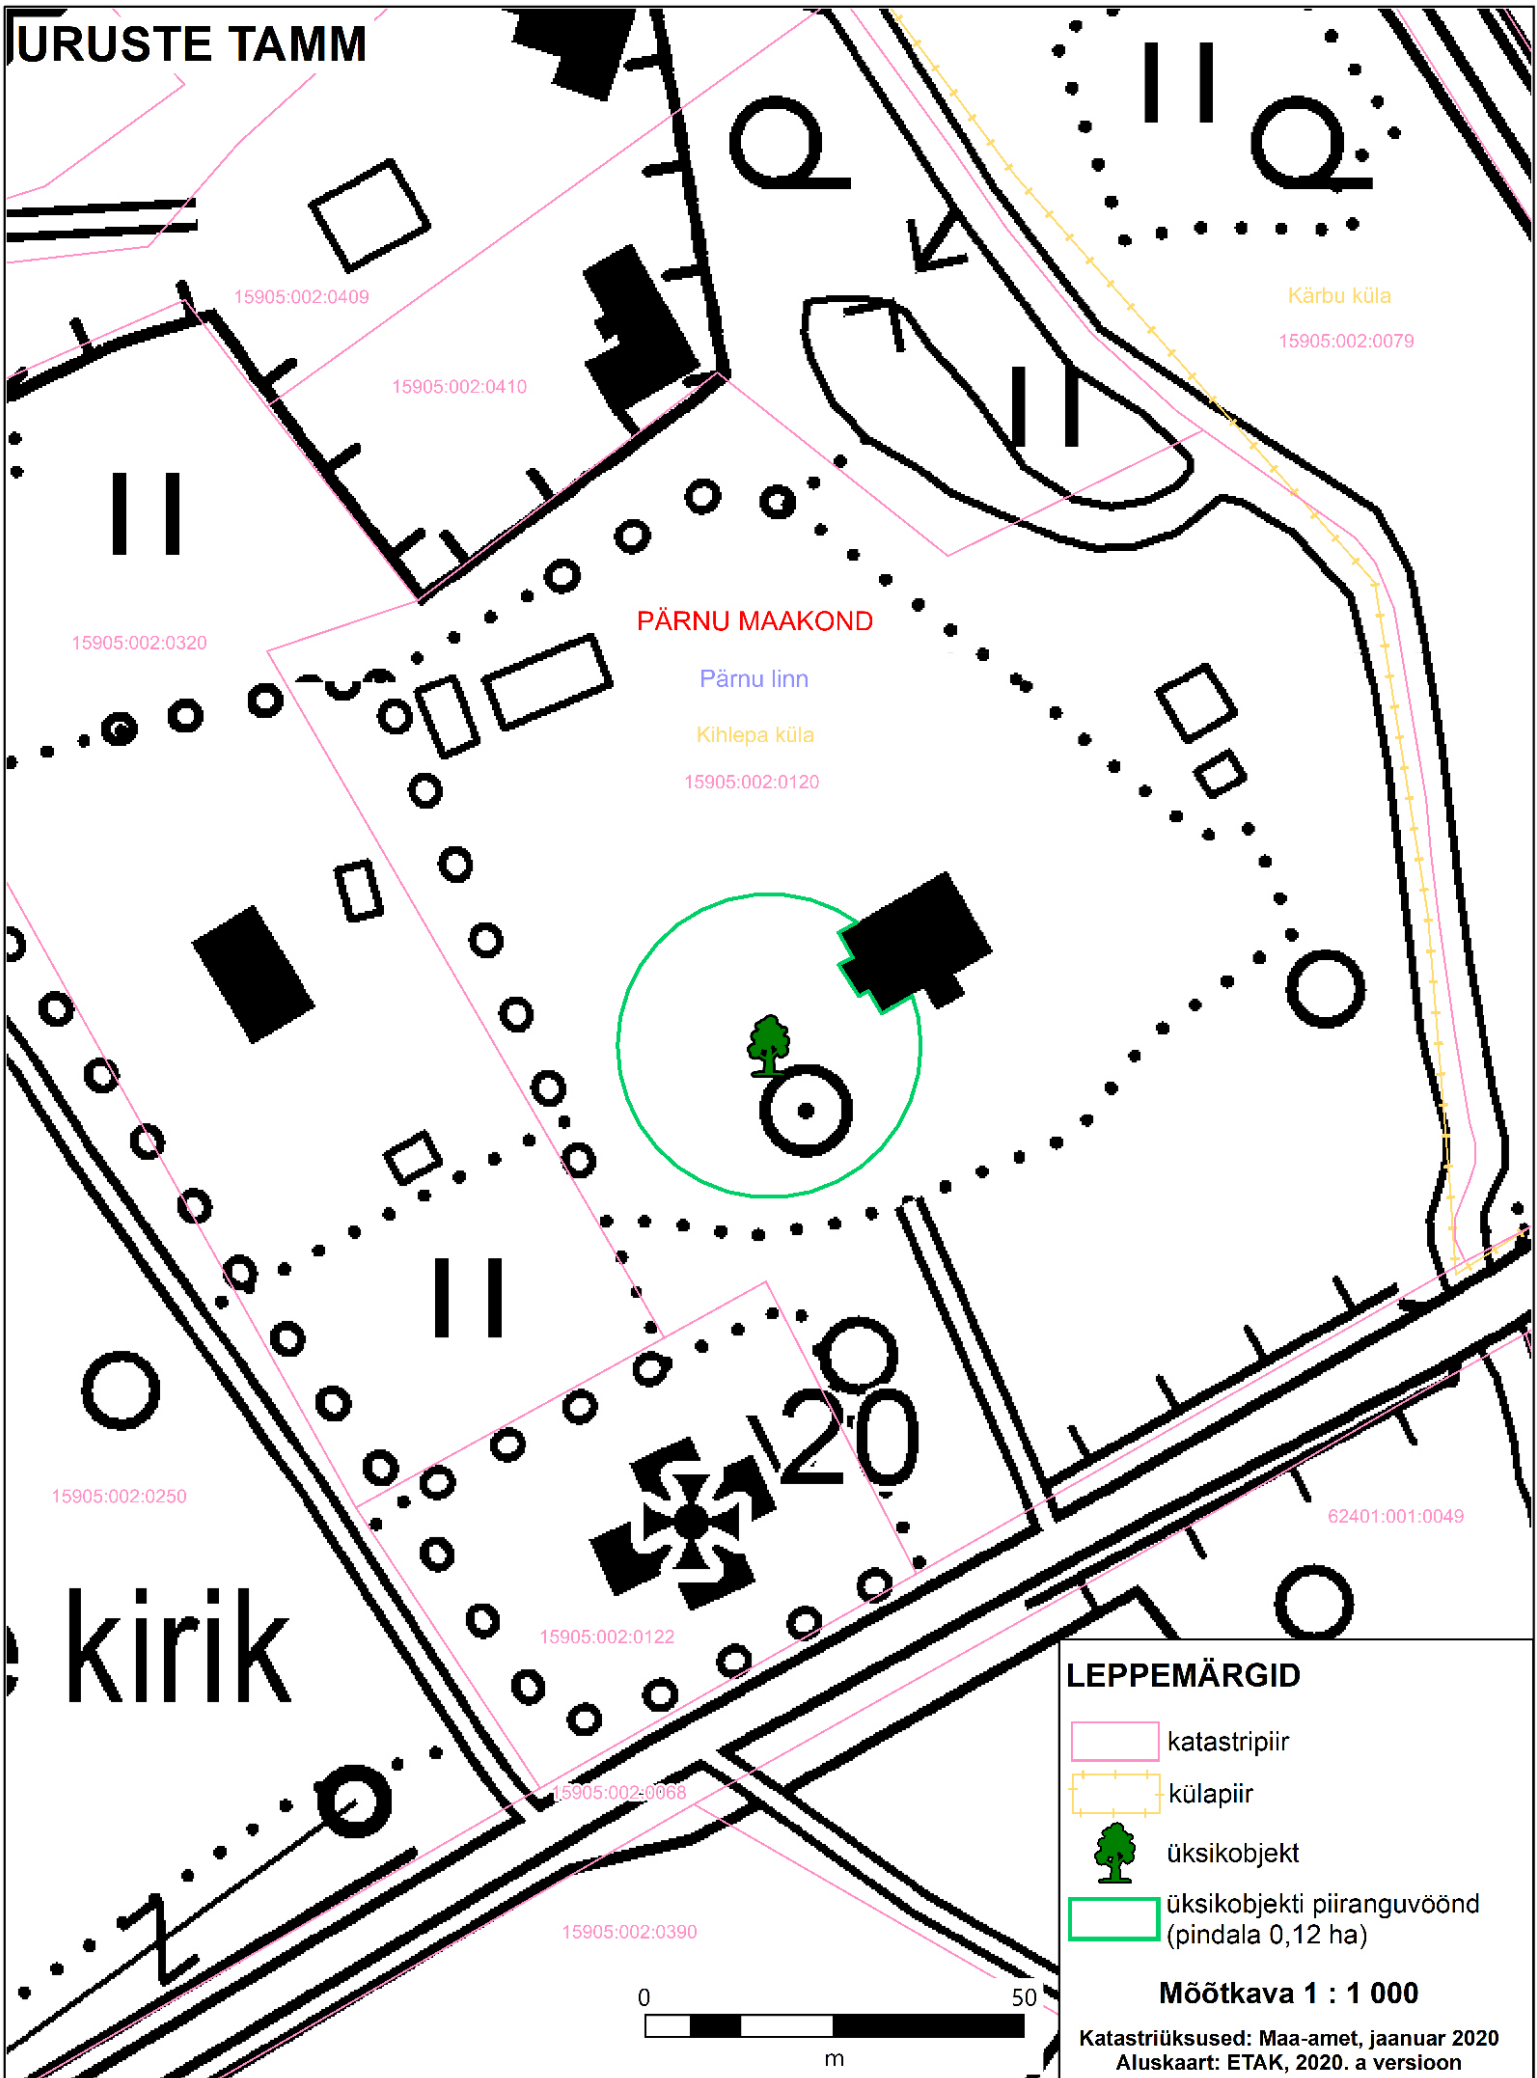 URUSTE TAMM
15905:002:0409
Kärbu küla
15905:002:0079
15905:002:0410
PÄRNU MAAKOND
15905:002:0320
Pärnu linn
Kihlepa küla
15905:002:0120
20
15905:002:0250
62401:001:0049
kirik
15905:002:0122
15905:002:0068
15905:002:0390
LEPPEMÄRGID
katastripiir
külapiir
üksikobjekt
üksikobjekti piiranguvöönd
(pindala 0,12 ha)
Mõõtkava 1 : 1 000
Katastriüksused: Maa-amet, jaanuar 2020
Aluskaart: ETAK, 2020. a versioon
0 50
m